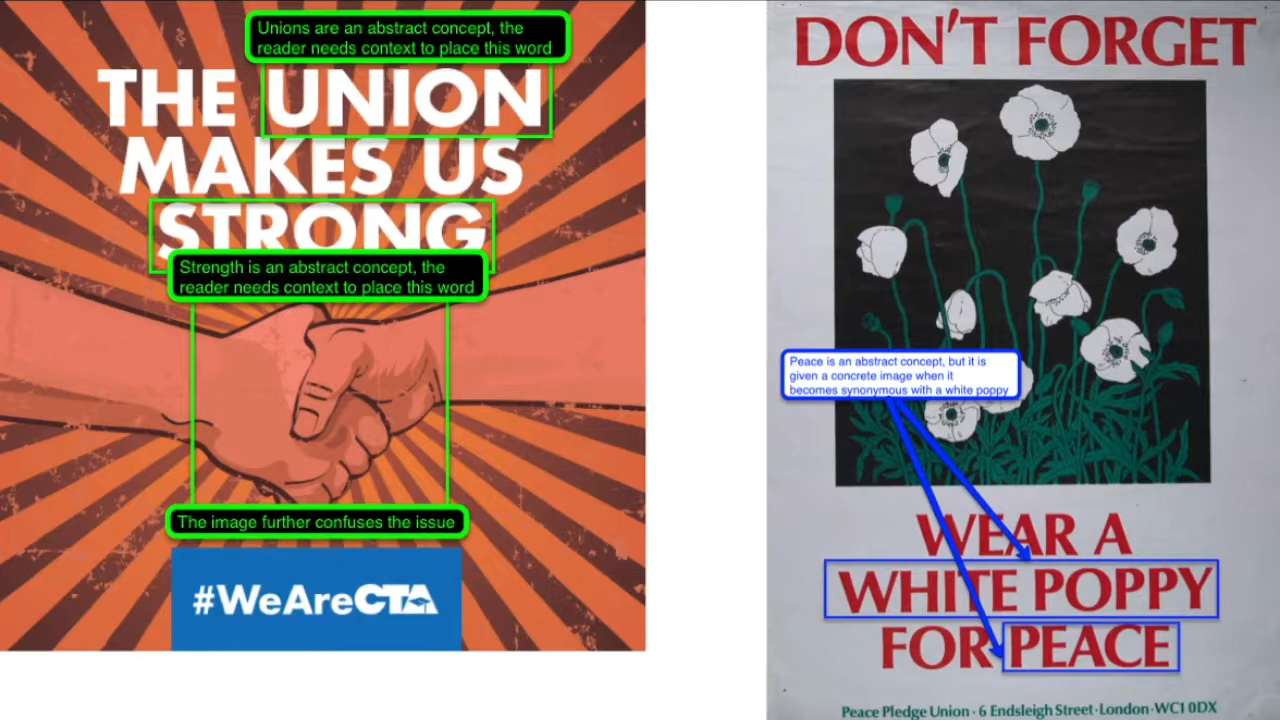 Unions are an abstract concept, the
reader needs context to place this word
THE UNION
MAKES US
STRONG
Strength is an abstract concept, the
reader needs context to place this word
The image further confuses the issue
#WeAreCTA
DON'T FORGET
Peace is an abstract concept, but it is
given a concrete image when it
becomes synonymous with a white poppy
WEAR A
WHITE POPPY
FOR PEACE
Peace Pledge Union · 6 Endsleigh Street · London · WC1 0DX